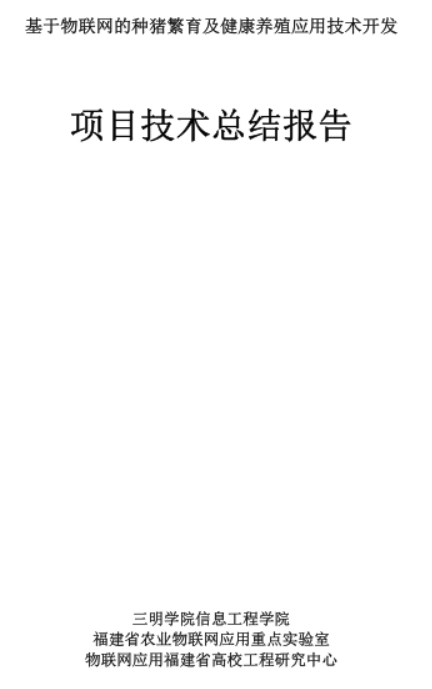 基于物联网的种猪繁育及健康养殖应用技术开发
项目技术总结报告
三明学院信息工程学院
福建省农业物联网应用重点实验室
物联网应用福建省高校工程研究中心